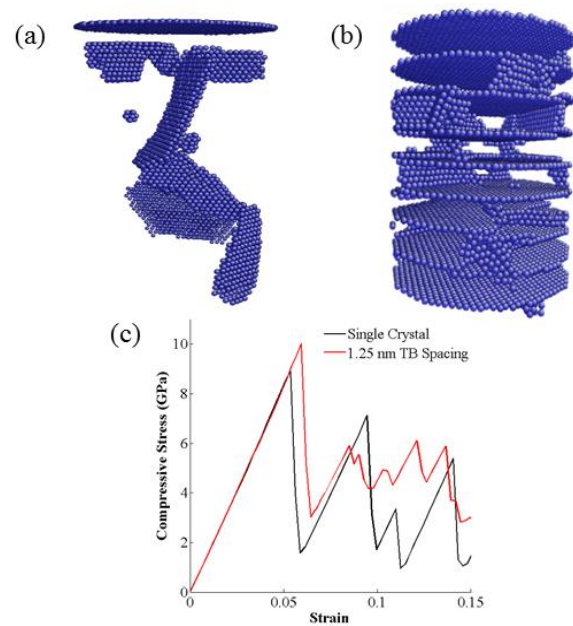 (a)
(b)
(c)
Single Crystal
1.25 nm TB Spacing
Compressive Stress (GPa)
10
8
6
4
2
0
0
0.05
0.1
0.15
Strain